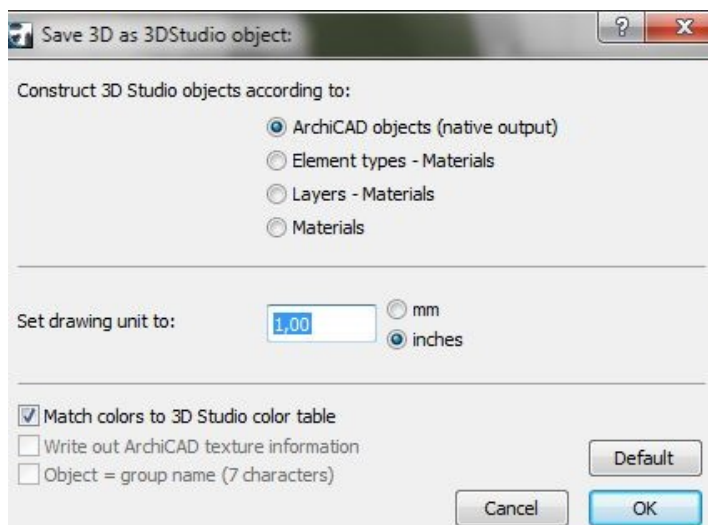 Save 3D as 3DStudio object:
Construct 3D Studio objects according to:
ArchiCAD objects (native output)
Element types - Materials
Layers - Materials
Materials
Set drawing unit to:
1,00
mm
inches
Match colors to 3D Studio color table
Write out ArchiCAD texture information
Object = group name (7 characters)
Default
Cancel
OK